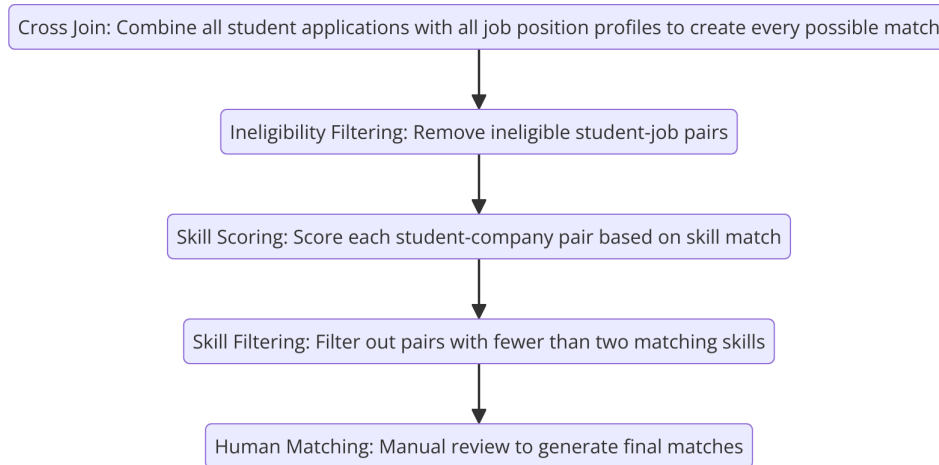 Cross Join: Combine all student applications with all job position profiles to create every possible match
Ineligibility Filtering: Remove ineligible student-job pairs
Skill Scoring: Score each student-company pair based on skill match
Skill Filtering: Filter out pairs with fewer than two matching skills
Human Matching: Manual review to generate final matches